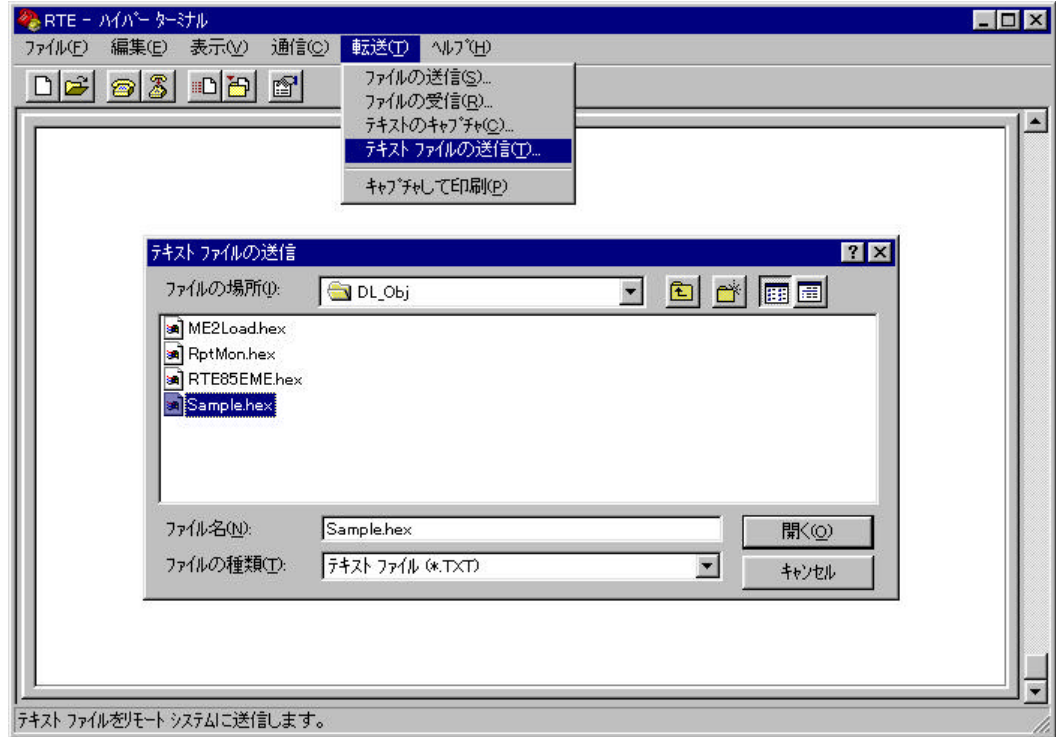 RTE - ﾊｲﾊﾟｰ ﾀｰﾐﾅﾙ
ﾌｧｲﾙ(F) 編集(E) 表示(V) 通信(C) 転送(T) ﾍﾙﾌﾟ(H)
ﾌｧｲﾙの送信(S)...
ﾌｧｲﾙの受信(R)...
ﾃｷｽﾄのｷｬﾌﾟﾁｬ(C)...
ﾃｷｽﾄ ﾌｧｲﾙの送信(T)...
ｷｬﾌﾟﾁｬして印刷(P)
ﾃｷｽﾄ ﾌｧｲﾙの送信
ﾌｧｲﾙの場所(I): DL_Obj
ME2Load.hex
RptMon.hex
RTE85EME.hex
Sample.hex
ﾌｧｲﾙ名(N): Sample.hex 開く(O)
ﾌｧｲﾙの種類(T): ﾃｷｽﾄ ﾌｧｲﾙ (*.TXT) ｷｬﾝｾﾙ
ﾃｷｽﾄ ﾌｧｲﾙをﾘﾓｰﾄ ｼｽﾃﾑに送信します。